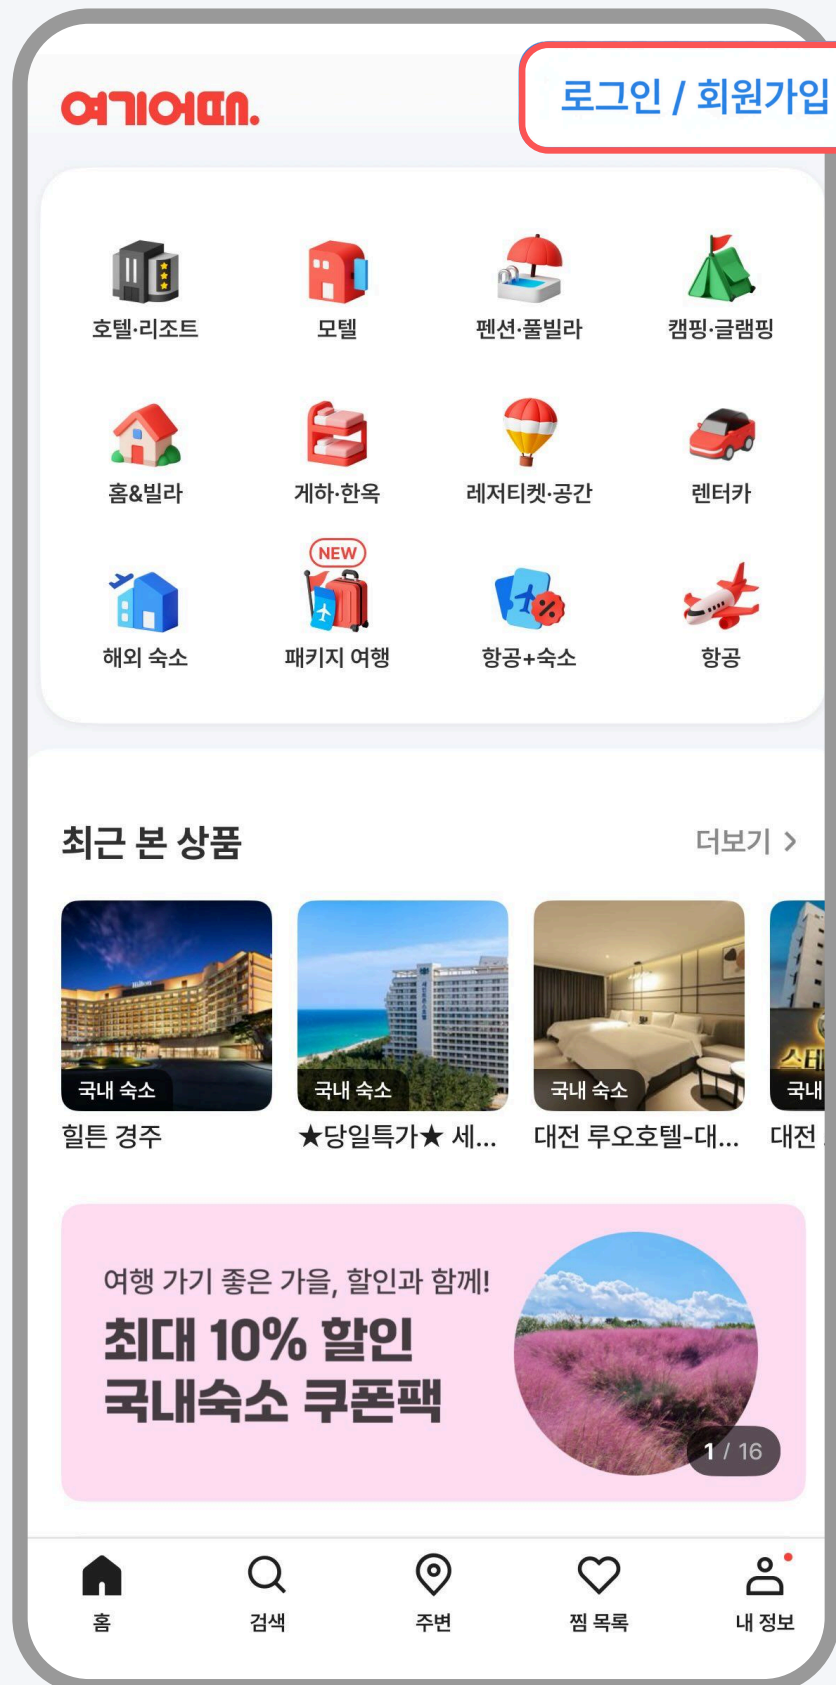 여기어때.
로그인 / 회원가입
호텔·리조트
모텔
펜션·풀빌라
캠핑·글램핑
홈&빌라
게하·한옥
레저티켓·공간
렌터카
NEW
해외 숙소
패키지 여행
항공+숙소
항공
최근 본 상품
더보기 >
Hilton
국내 숙소
국내 숙소
국내 숙소
국내
힐튼 경주
★당일특가★ 세...
대전 루오호텔-대...
대전
여행 가기 좋은 가을, 할인과 함께!
최대 10% 할인
국내숙소 쿠폰팩
1 / 16
홈
검색
주변
찜 목록
내 정보